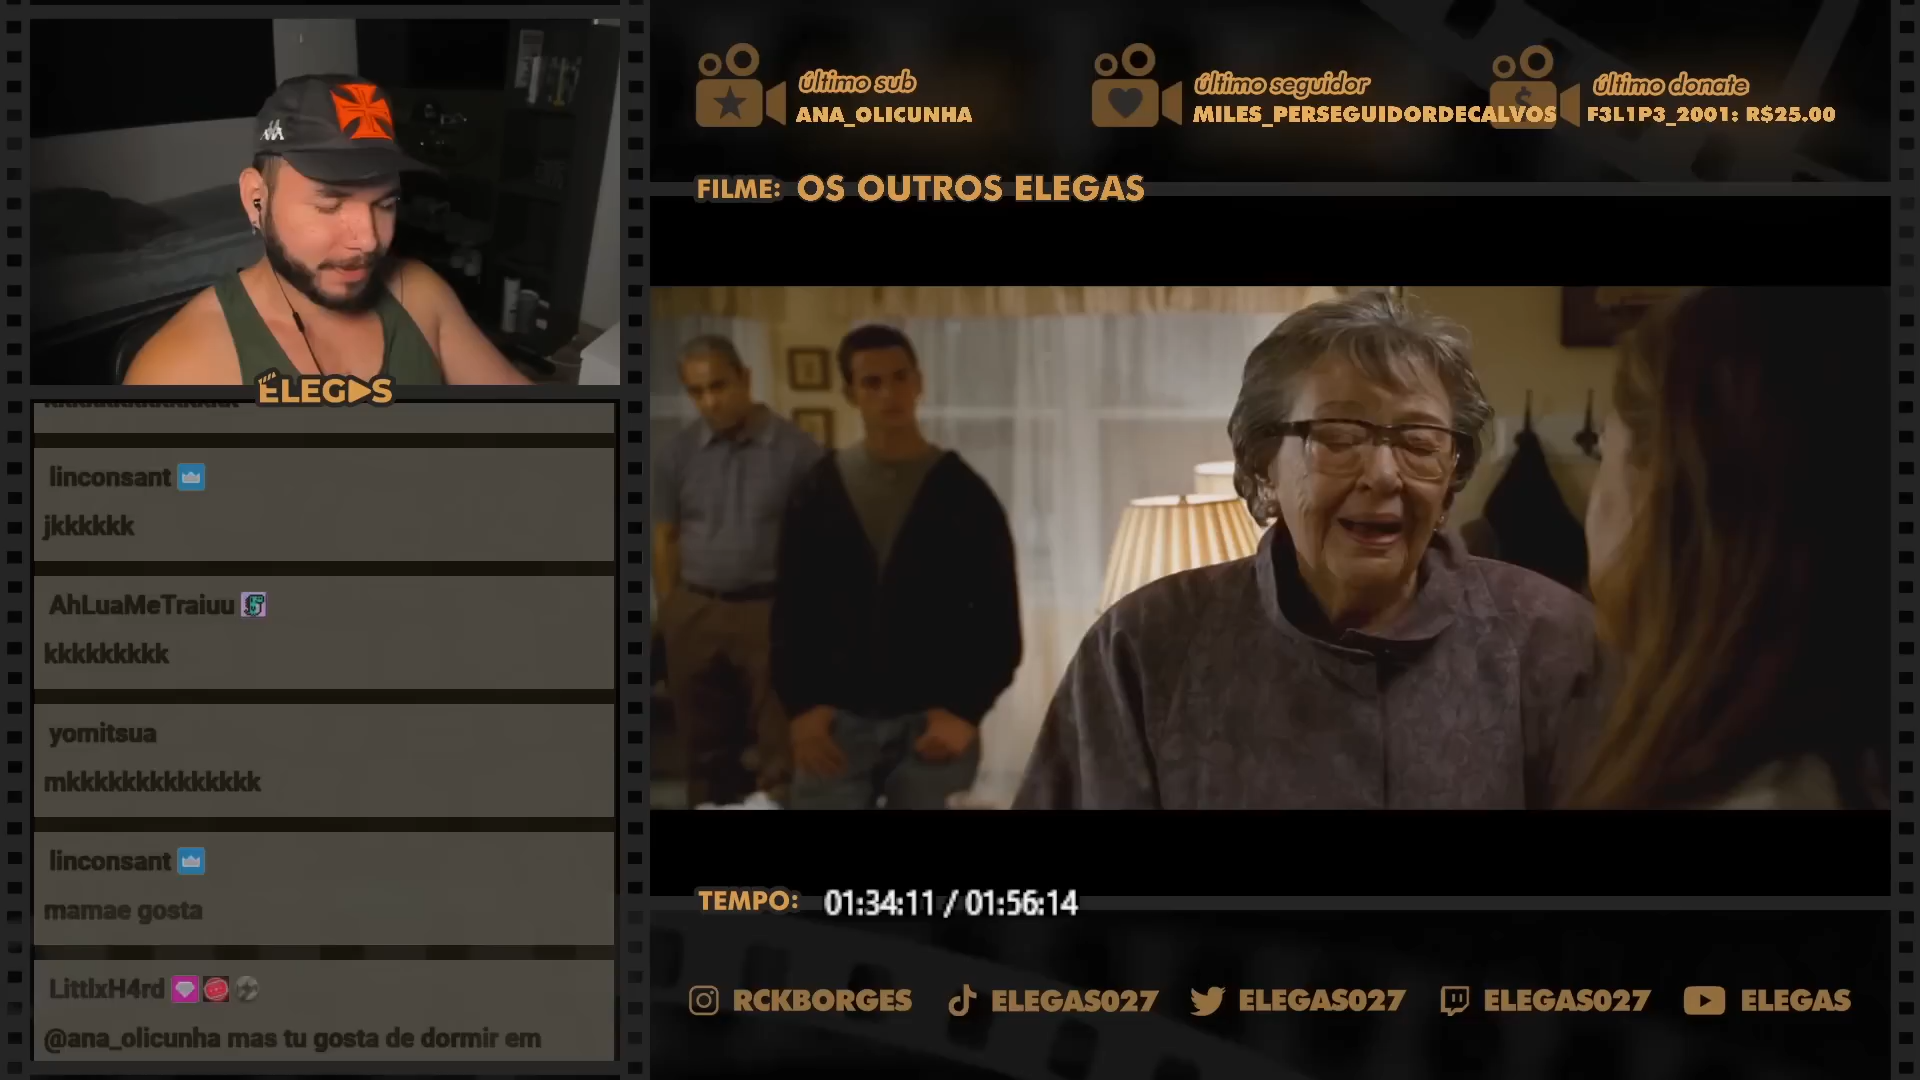 último sub
ANA_OLICUNHA
último seguidor
MILES_PERSEGUIDORDECALVOS
último donate
F3L1P3_2001: R$25.00
FILME: OS OUTROS ELEGAS
ELEGAS
linconsant
jkkkkkk
AhLuaMeTraiuu
kkkkkkkkk
yomitsua
mkkkkkkkkkkkkkkk
linconsant
mamae gosta
LittlxH4rd
@ana_olicunha mas tu gosta de dormir em
TEMPO: 01:34:11 / 01:56:14
RCKBORGES
ELEGAS027
ELEGAS027
ELEGAS027
ELEGAS